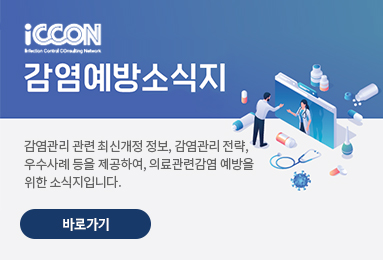 iCCON
Infection Control COnsulting Network
감염예방소식지
감염관리 관련 최신개정 정보, 감염관리 전략,
우수사례 등을 제공하여, 의료관련감염 예방을
위한 소식지입니다.
바로가기